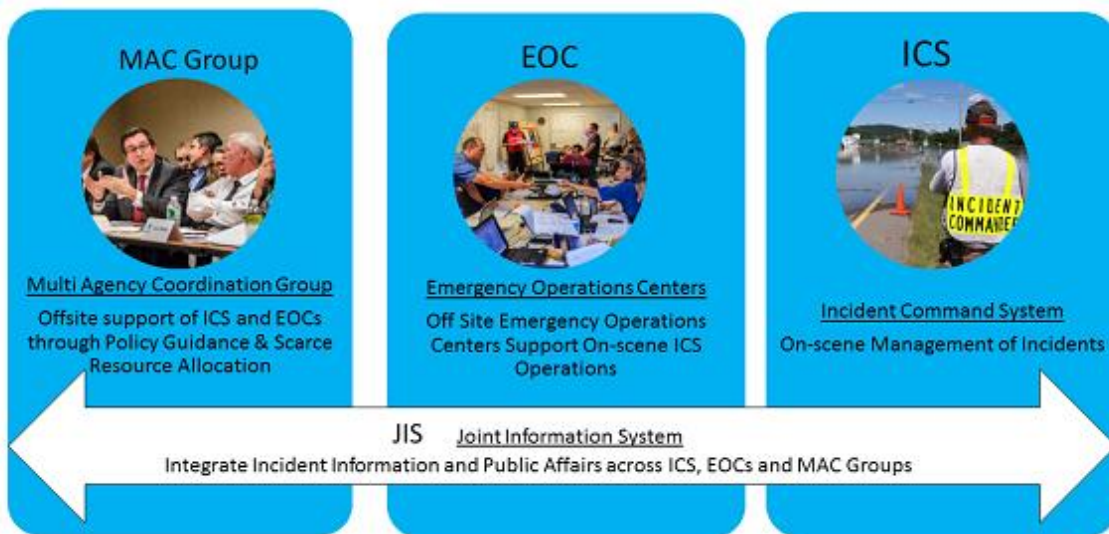 MAC Group
Multi Agency Coordination Group
Offsite support of ICS and EOCs
through Policy Guidance & Scarce
Resource Allocation
EOC
Emergency Operations Centers
Off Site Emergency Operations
Centers Support On-scene ICS
Operations
ICS
INCIDENT
COMMANDER
Incident Command System
On-scene Management of Incidents
JIS Joint Information System
Integrate Incident Information and Public Affairs across ICS, EOCs and MAC Groups